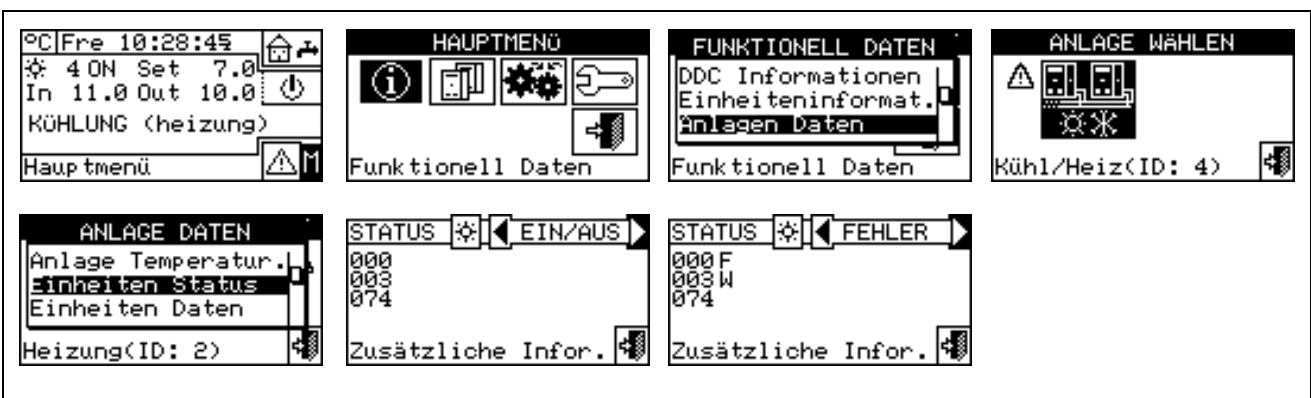 ºC Fre 10:28:45
4 ON Set 7.0
In 11.0 Out 10.0
KÜHLUNG (heizung)
Hauptmenü M
HAUPTMENÜ
Funktionell Daten
FUNKTIONELL DATEN
DDC Informationen
Einheiteninformat.
Anlagen Daten
Funktionell Daten
ANLAGE WÄHLEN
Kühl/Heiz(ID: 4)
ANLAGE DATEN
Anlage Temperatur.
Einheiten Status
Einheiten Daten
Heizung(ID: 2)
STATUS EIN/AUS
000
003
074
Zusätzliche Infor.
STATUS FEHLER
000 F
003 W
074
Zusätzliche Infor.